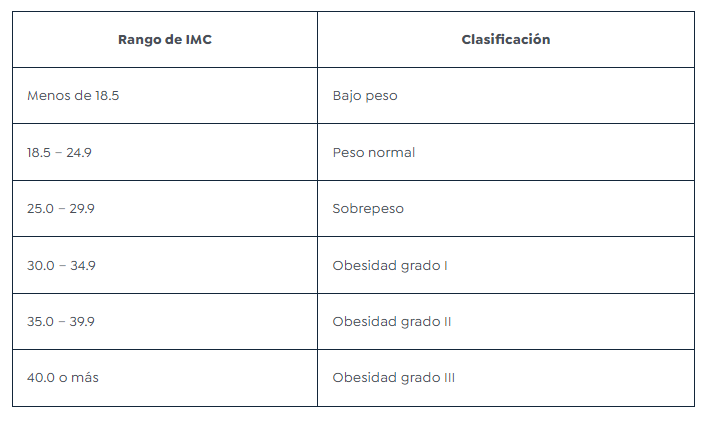 Rango de IMC Clasificación
Menos de 18.5 Bajo peso
18.5 – 24.9 Peso normal
25.0 – 29.9 Sobrepeso
30.0 – 34.9 Obesidad grado I
35.0 – 39.9 Obesidad grado II
40.0 o más Obesidad grado III